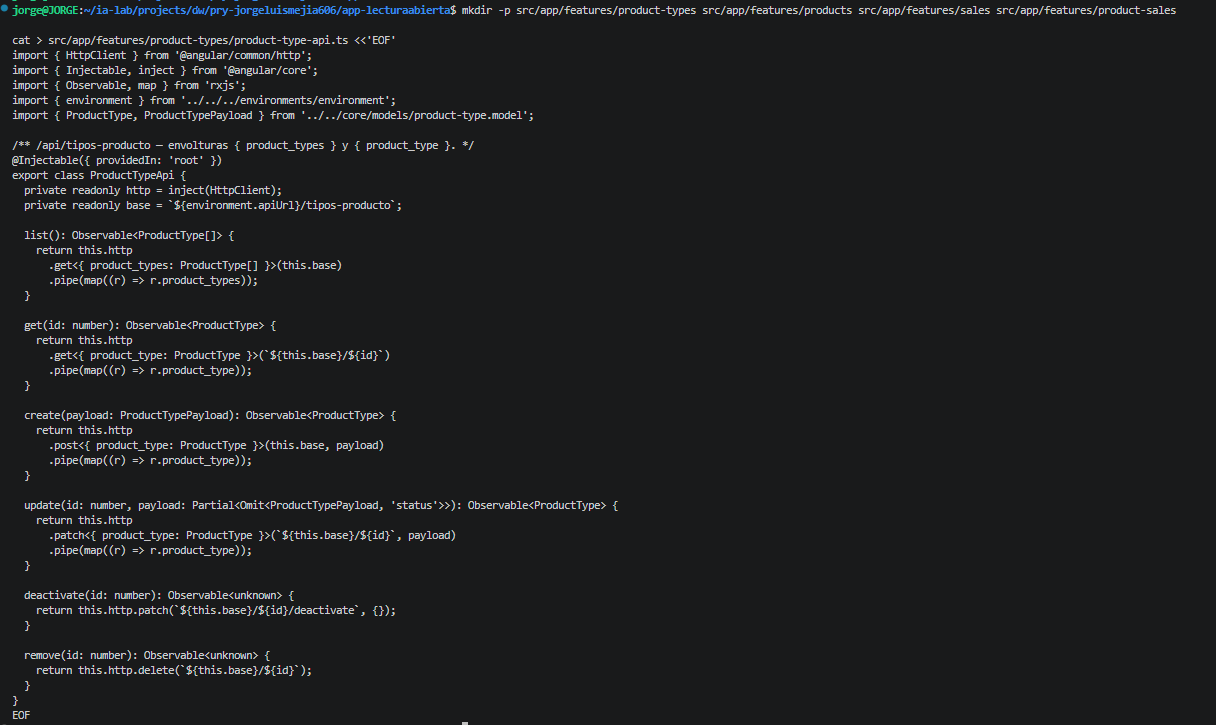 jorge@JORGE:~/ia-lab/projects/dw/pry-jorgeluismejia606/app-lecturaabierta$ mkdir -p src/app/features/product-types src/app/features/products src/app/features/sales src/app/features/product-sales

cat > src/app/features/product-types/product-type-api.ts <<'EOF'
import { HttpClient } from '@angular/common/http';
import { Injectable, inject } from '@angular/core';
import { Observable, map } from 'rxjs';
import { environment } from '../../../environments/environment';
import { ProductType, ProductTypePayload } from '../../core/models/product-type.model';

/** /api/tipos-producto — envolturas { product_types } y { product_type }. */
@Injectable({ providedIn: 'root' })
export class ProductTypeApi {
  private readonly http = inject(HttpClient);
  private readonly base = `${environment.apiUrl}/tipos-producto`;

  list(): Observable<ProductType[]> {
    return this.http
      .get<{ product_types: ProductType[] }>(this.base)
      .pipe(map((r) => r.product_types));
  }

  get(id: number): Observable<ProductType> {
    return this.http
      .get<{ product_type: ProductType }>(`${this.base}/${id}`)
      .pipe(map((r) => r.product_type));
  }

  create(payload: ProductTypePayload): Observable<ProductType> {
    return this.http
      .post<{ product_type: ProductType }>(this.base, payload)
      .pipe(map((r) => r.product_type));
  }

  update(id: number, payload: Partial<Omit<ProductTypePayload, 'status'>>): Observable<ProductType> {
    return this.http
      .patch<{ product_type: ProductType }>(`${this.base}/${id}`, payload)
      .pipe(map((r) => r.product_type));
  }

  deactivate(id: number): Observable<unknown> {
    return this.http.patch(`${this.base}/${id}/deactivate`, {});
  }

  remove(id: number): Observable<unknown> {
    return this.http.delete(`${this.base}/${id}`);
  }
}
EOF